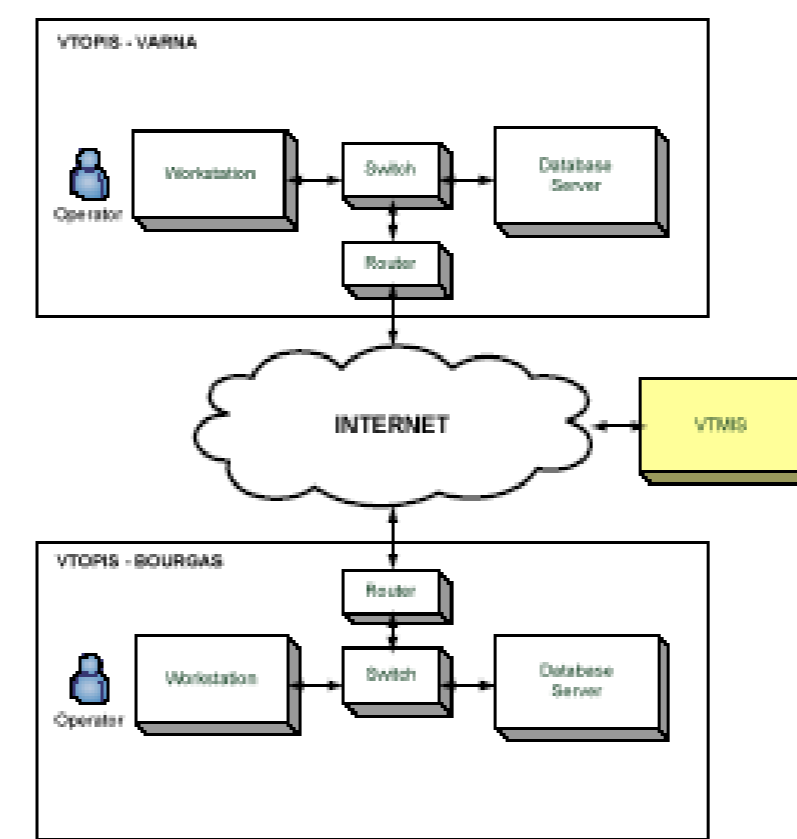 VTOPIS - VARNA
Workstation
Switch
Database
Server
Operator
Router
INTERNET
VTMIS
VTOPIS - BOURGAS
Router
Workstation
Switch
Database
Server
Operator